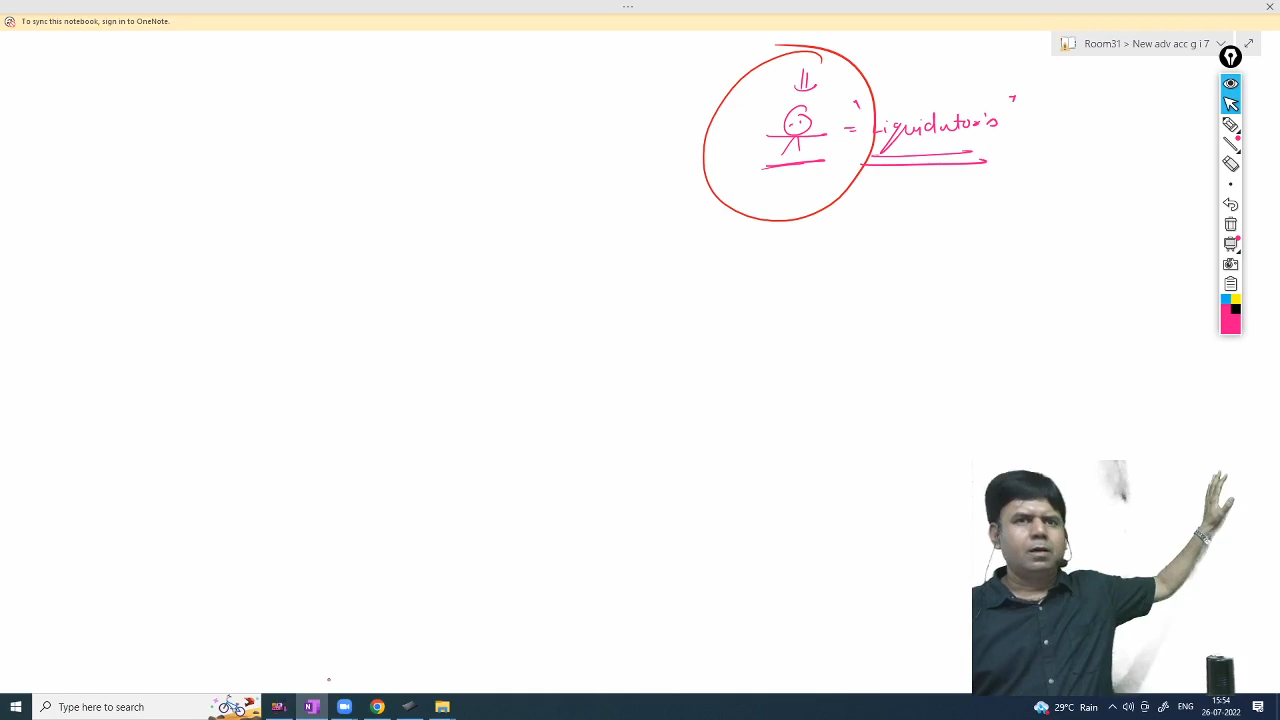 ...
To sync this notebook, sign in to OneNote.
Room31 > New adv acc g i 7
= "Liquidator's"
Type here to search
29°C Rain
ENG
15:54
26-07-2022